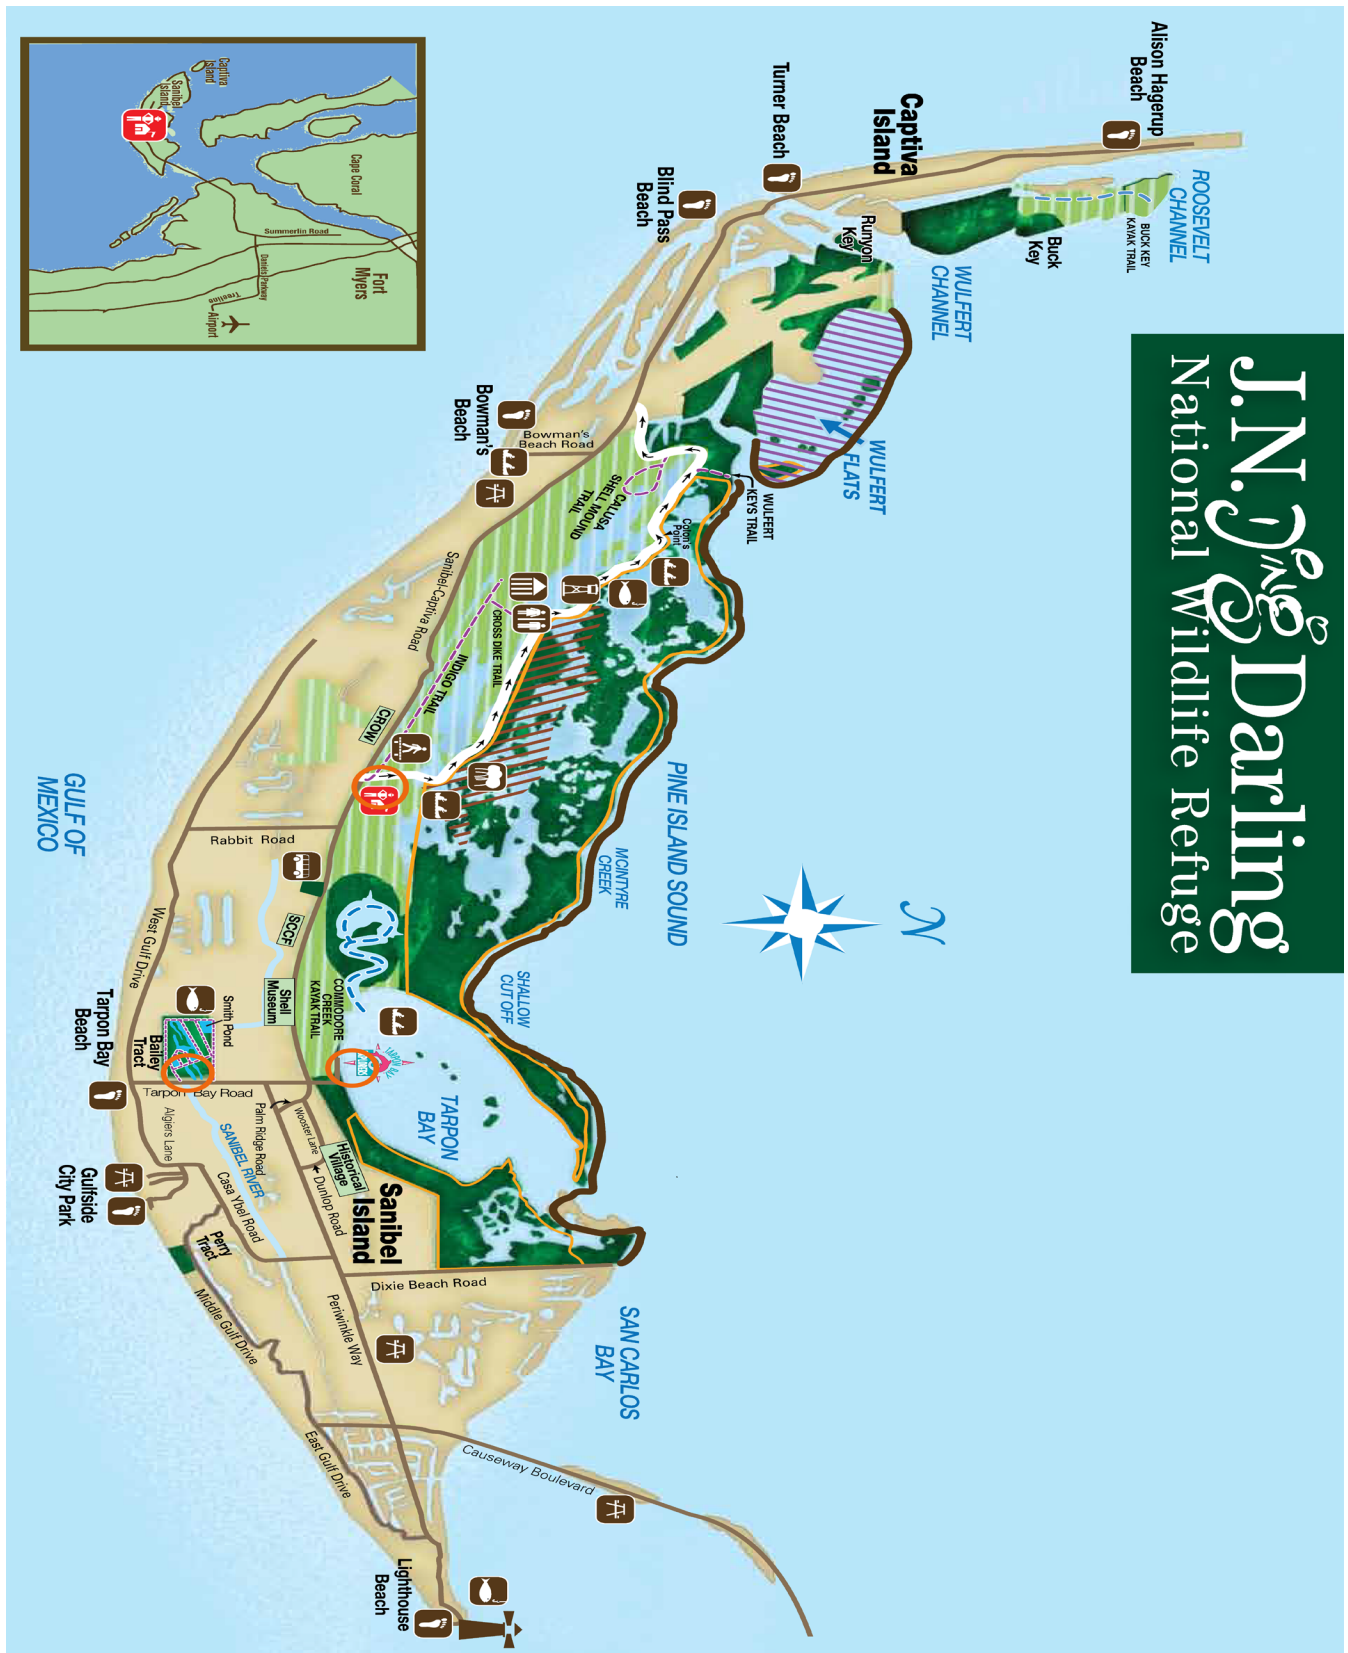 J.N. "Ding" Darling
National Wildlife Refuge
Alison Hagerup
Beach
ROOSEVELT
CHANNEL
BUCK KEY
KAYAK TRAIL
Buck
Key
Captiva
Island
Turner Beach
Blind Pass
Beach
Runyon
Key
WULFERT
CHANNEL
WULFERT
FLATS
WULFERT
KEYS TRAIL
Bowman's
Beach
Bowman's
Beach Road
CALUSA
SHELL MOUND
TRAIL
Colon's
Point
Sanibel-Captiva Road
CROSS DIKE TRAIL
INDIGO TRAIL
CROW
PINE ISLAND SOUND
MCINTYRE
CREEK
N
GULF OF
MEXICO
Rabbit Road
SCCF
West Gulf Drive
SHALLOW
CUT OFF
COMMODORE
CREEK
KAYAK TRAIL
Shell
Museum
Smith Pond
Bailey
Tract
Tarpon Bay
Beach
Tarpon Bay Road
TARPON BAY
TARPON
BAY
Algiers Lane
Palm Ridge Road
Wooster Lane
Historical
Village
Dunlop Road
SANIBEL RIVER
Casa Ybel Road
Sanibel
Island
Gulfside
City Park
Perry
Tract
Dixie Beach Road
Middle Gulf Drive
Periwinkle Way
SAN CARLOS
BAY
East Gulf Drive
Causeway Boulevard
Lighthouse
Beach
Captiva
Island
Sanibel
Island
Cape Coral
Summerlin Road
Daniels Parkway
Fort
Myers
Treeline
Airport